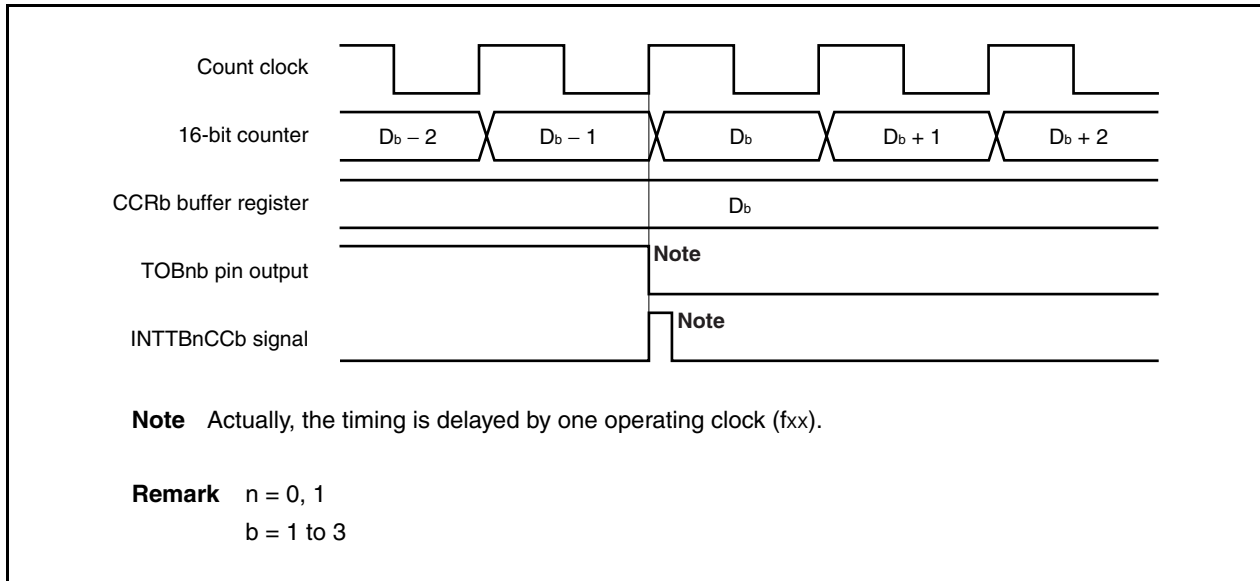 Count clock
16-bit counter Db − 2 Db − 1 Db Db + 1 Db + 2
CCRb buffer register Db
TOBnb pin output Note
INTTBnCCb signal Note
Note Actually, the timing is delayed by one operating clock (fxx).
Remark n = 0, 1
b = 1 to 3